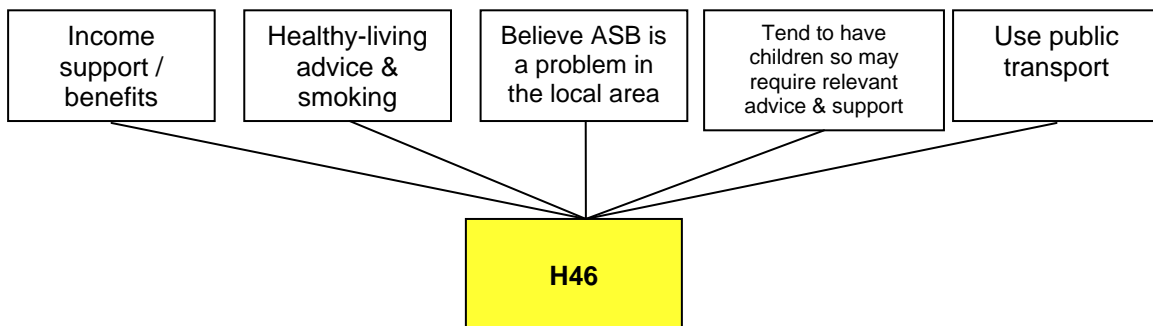 Income
support /
benefits
Healthy-living
advice &
smoking
Believe ASB is
a problem in
the local area
Tend to have
children so may
require relevant
advice & support
Use public
transport
H46